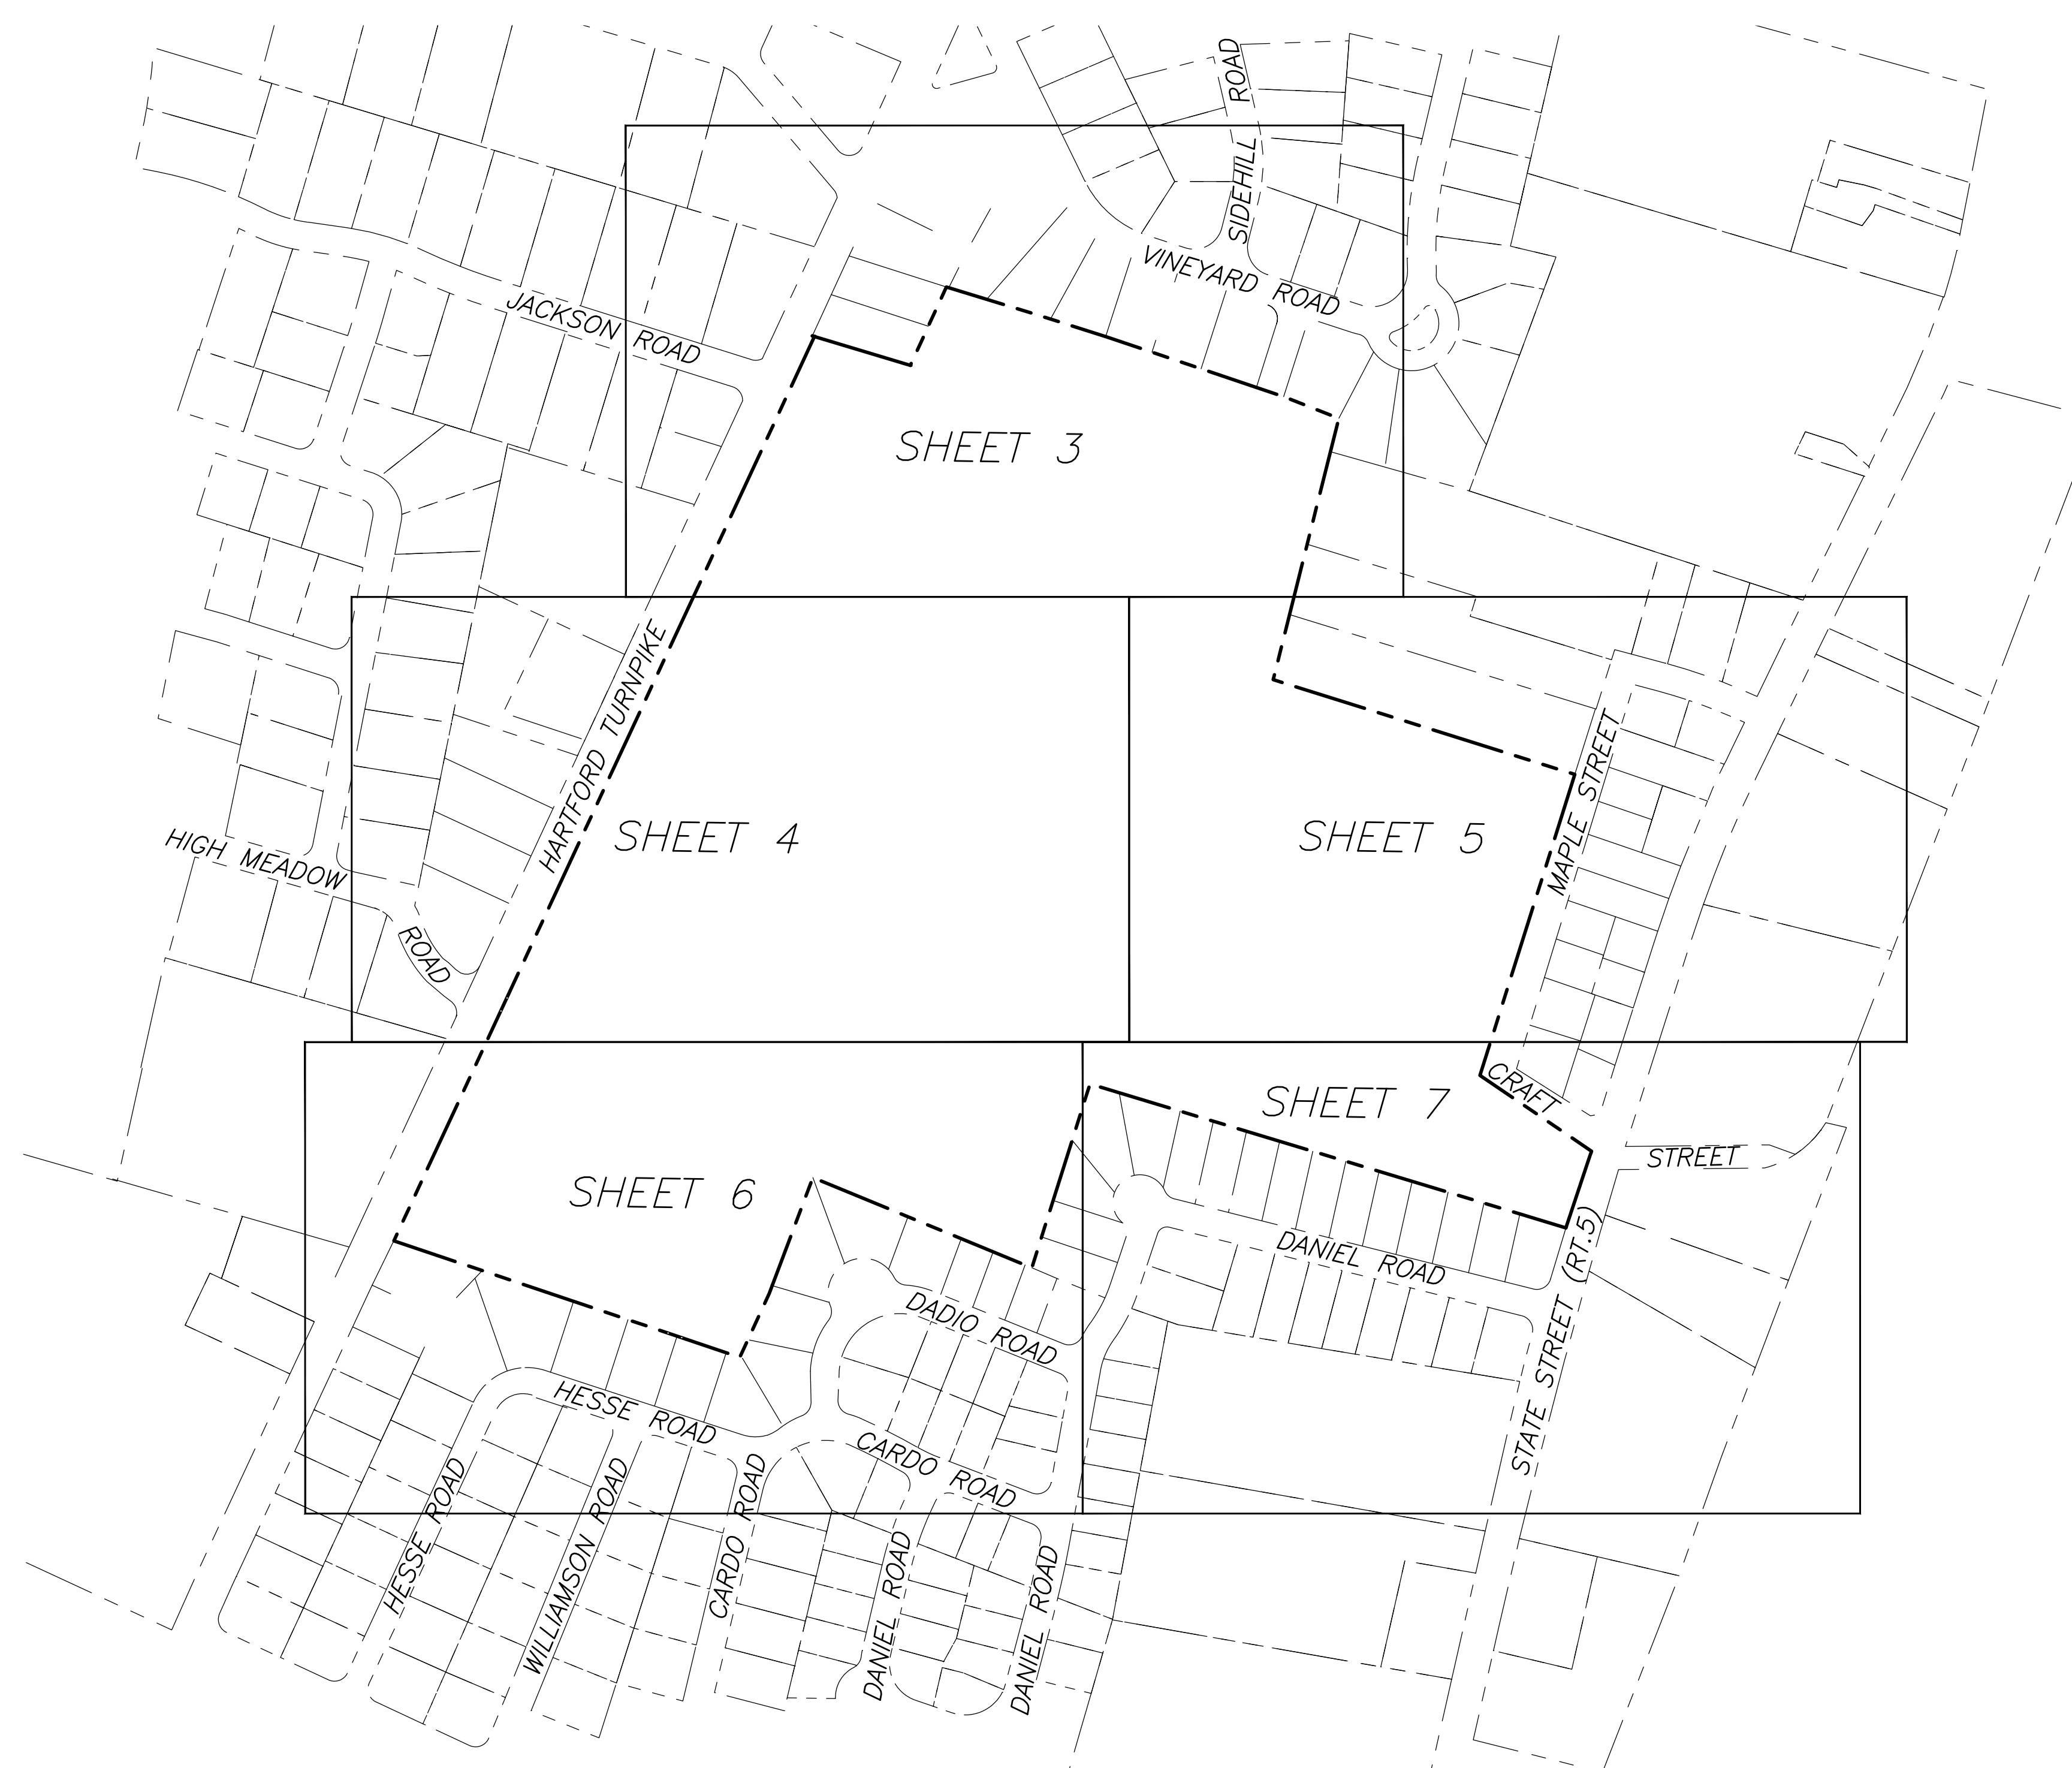 SIDEHILL ROAD
VINEYARD ROAD
JACKSON ROAD
SHEET 3
HARTFORD TURNPIKE
SHEET 4
SHEET 5
MAPLE STREET
HIGH MEADOW
ROAD
CRAFT
STREET
SHEET 7
SHEET 6
DANIEL ROAD
STATE STREET (RT.5)
DADIO ROAD
HESSE ROAD
CARDO ROAD
HESSE ROAD
WILLIAMSON ROAD
CARDO ROAD
DANIEL ROAD
DANIEL ROAD